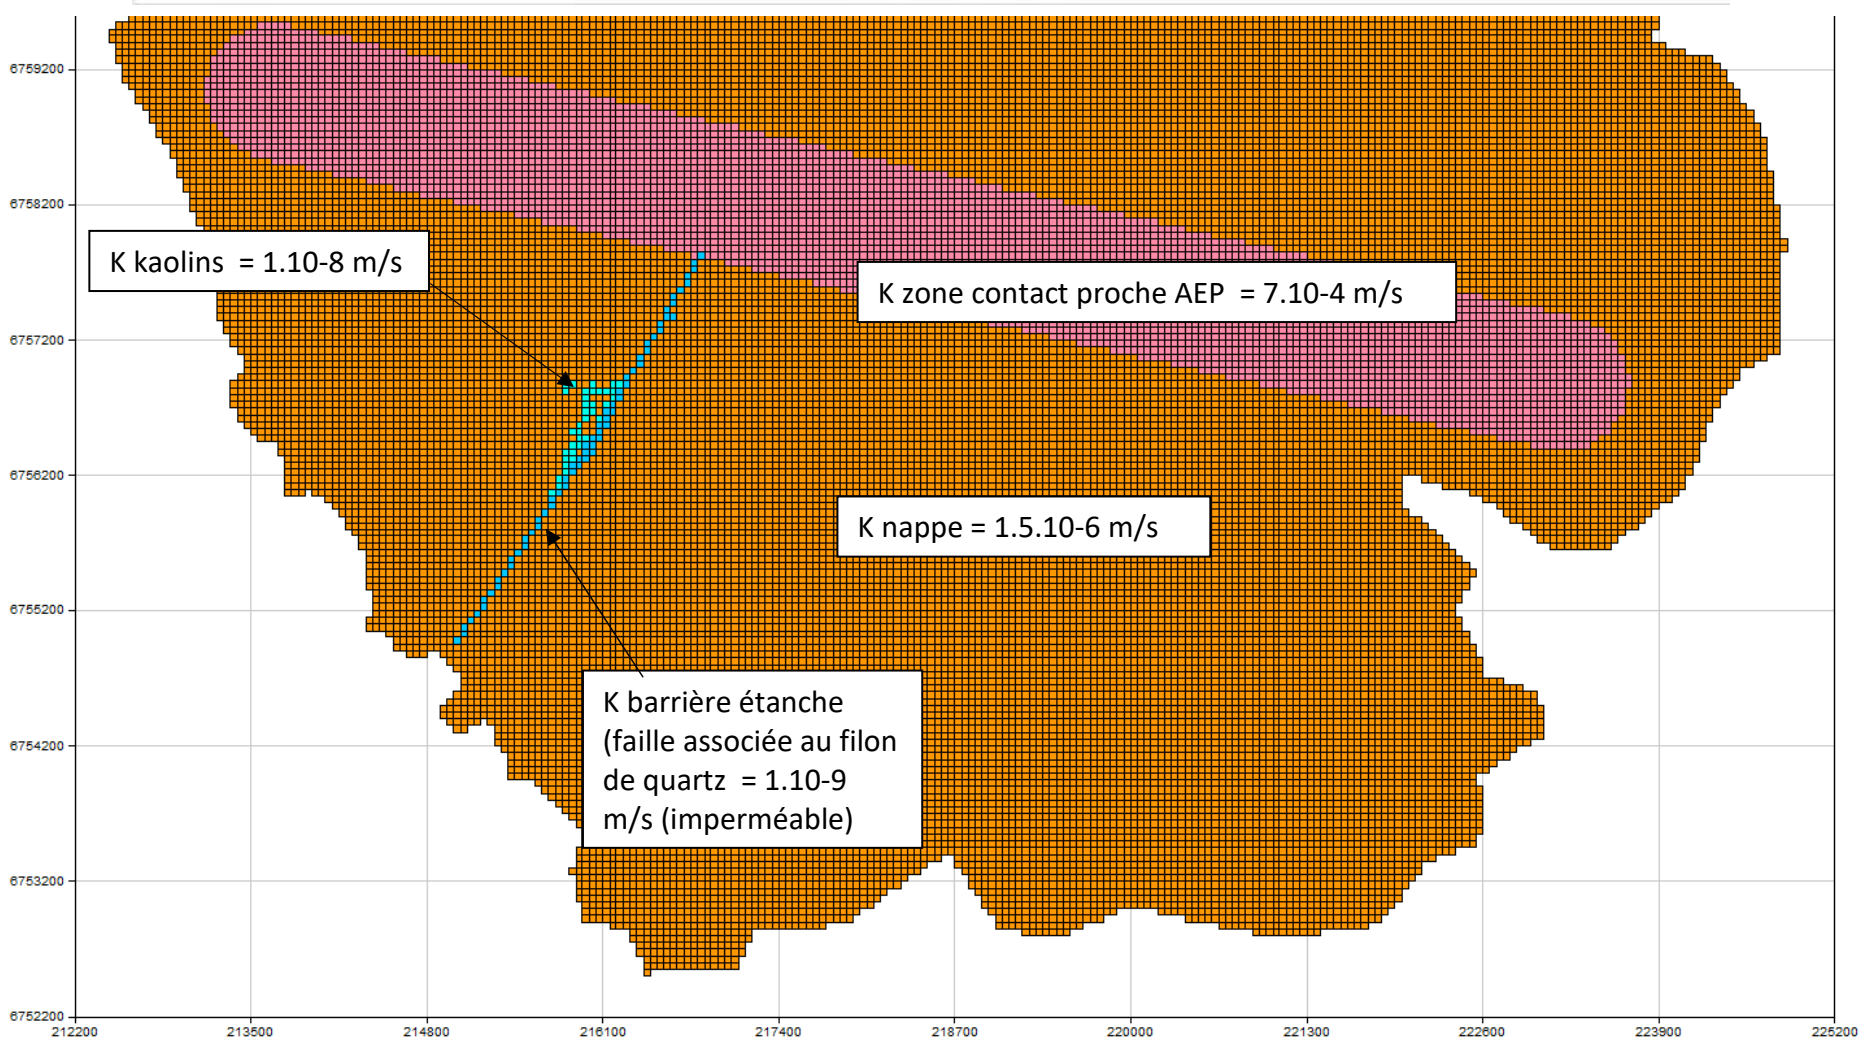 6759200
6758200
K kaolins = 1.10-8 m/s
K zone contact proche AEP = 7.10-4 m/s
6757200
6756200
K nappe = 1.5.10-6 m/s
6755200
K barrière étanche
(faille associée au filon
de quartz = 1.10-9
m/s (imperméable)
6754200
6753200
6752200
212200 213500 214800 216100 217400 218700 220000 221300 222600 223900 225200